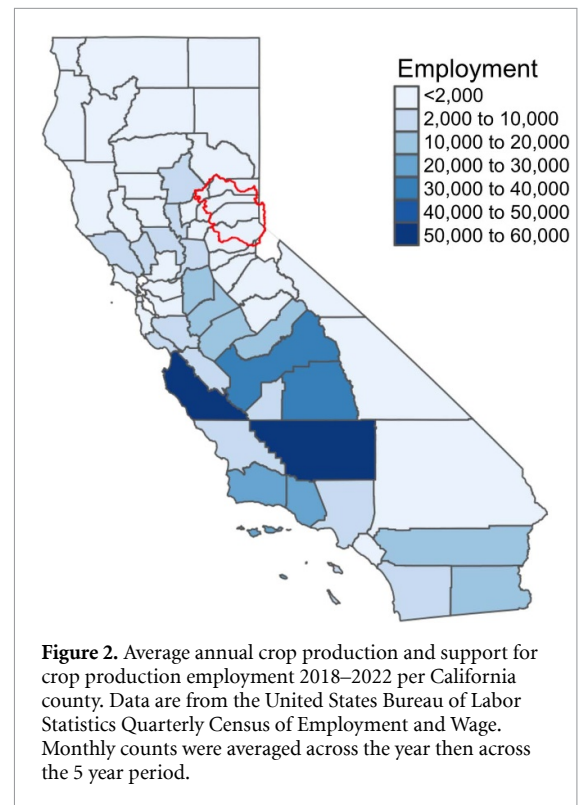 Employment
<2,000
2,000 to 10,000
10,000 to 20,000
20,000 to 30,000
30,000 to 40,000
40,000 to 50,000
50,000 to 60,000
Figure 2. Average annual crop production and support for
crop production employment 2018–2022 per California
county. Data are from the United States Bureau of Labor
Statistics Quarterly Census of Employment and Wage.
Monthly counts were averaged across the year then across
the 5 year period.